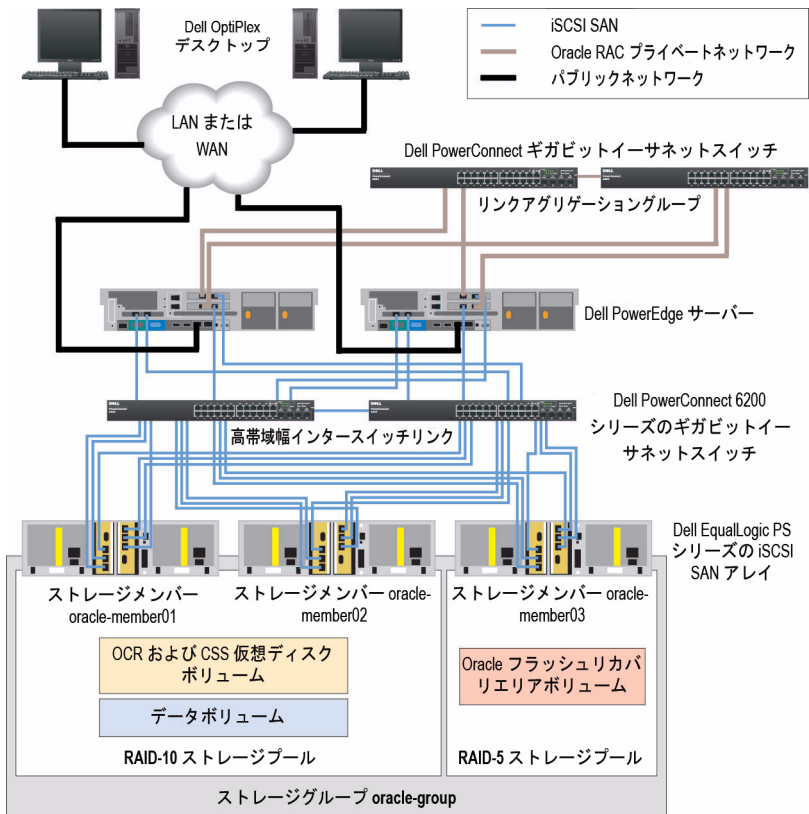 Dell OptiPlex
デスクトップ
iSCSI SAN
Oracle RAC プライベートネットワーク
パブリックネットワーク
LAN または
WAN
Dell PowerConnect ギガビットイーサネットスイッチ
リンクアグリゲーショングループ
Dell PowerEdge サーバー
Dell PowerConnect 6200
シリーズのギガビットイー
サネットスイッチ
高帯域幅インタースイッチリンク
Dell EqualLogic PS
シリーズの iSCSI
SAN アレイ
ストレージメンバー
oracle-member01
ストレージメンバー oracle-
member02
ストレージメンバー oracle-
member03
OCR および CSS 仮想ディスク
ボリューム
データボリューム
RAID-10 ストレージプール
Oracle フラッシュリカバ
リエリアボリューム
RAID-5 ストレージプール
ストレージグループ oracle-group